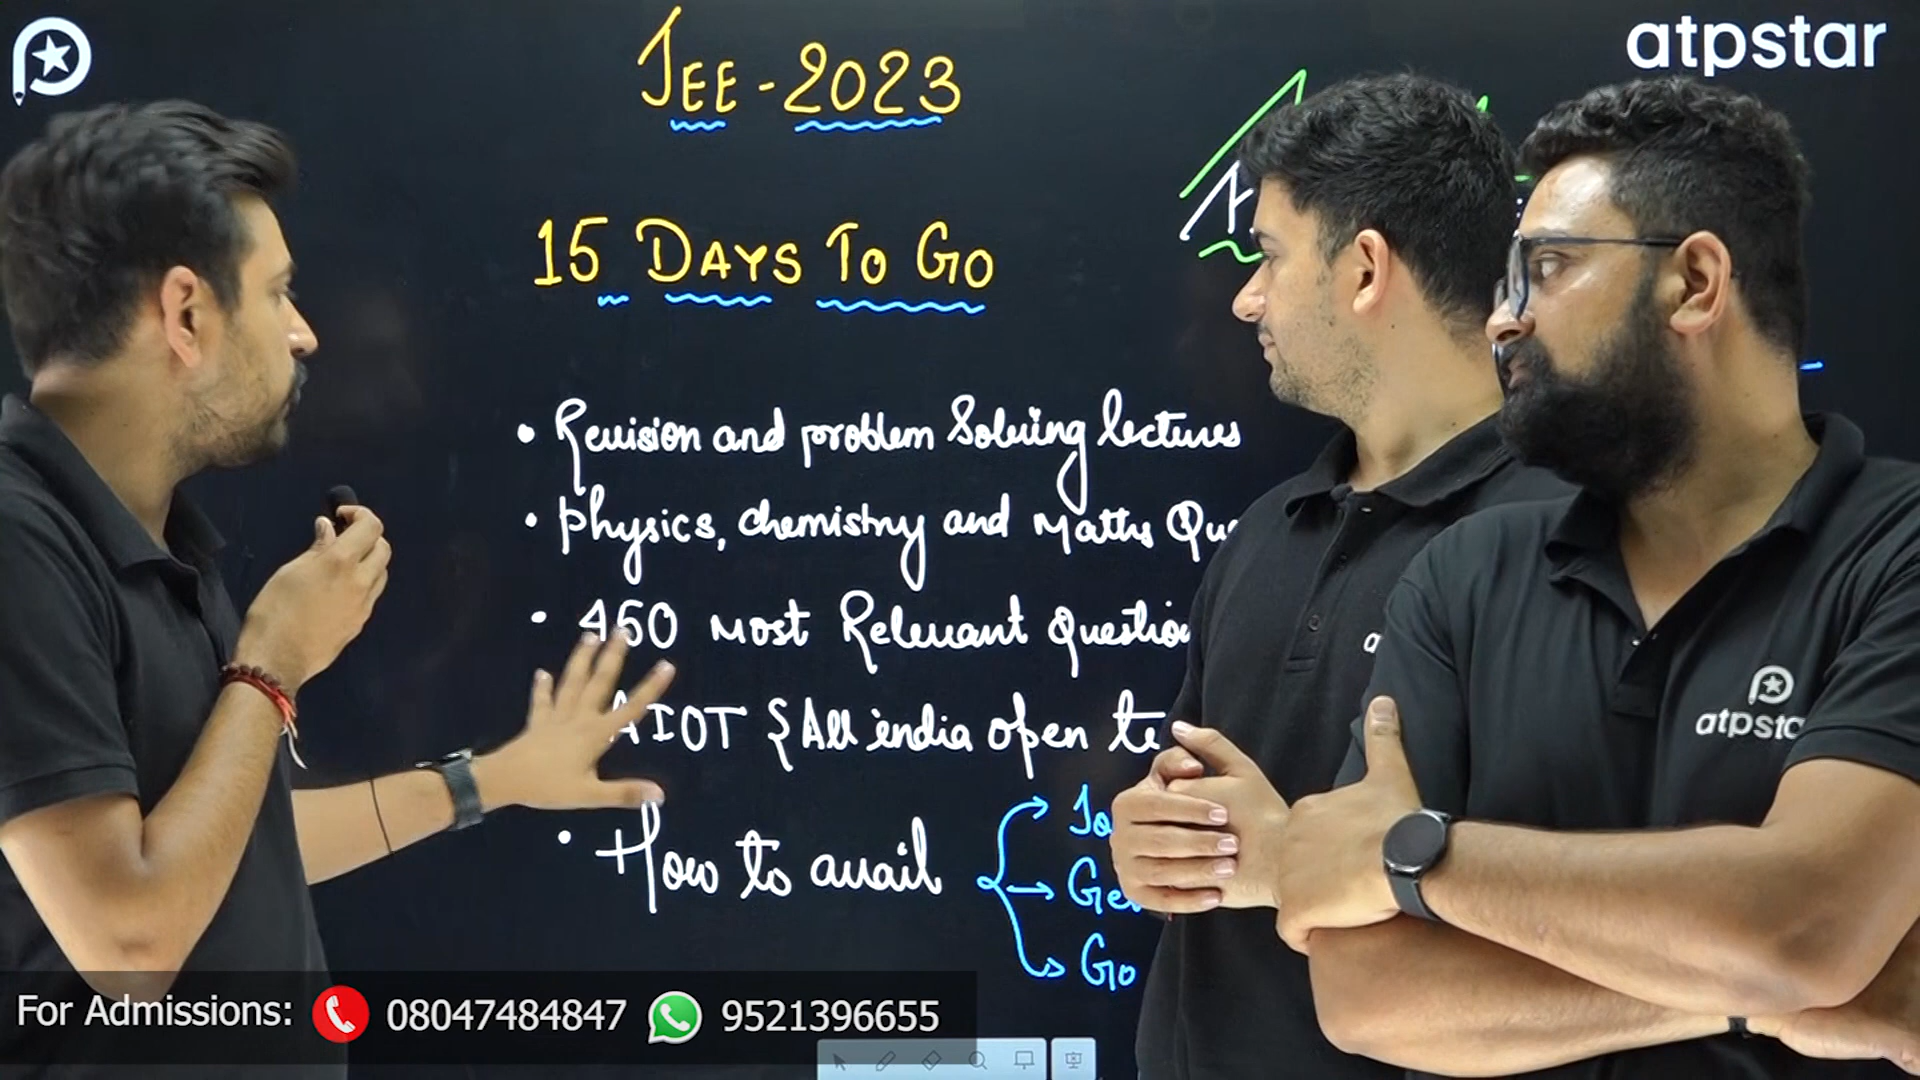 atpstar
JEE - 2023
15 DAYS TO GO
• Revision and problem Solving lectures
• Physics, chemistry and Maths
• 450 Most Relevant
AIOT { All india open
• How to avail
Go
atpstar
For Admissions: 08047484847 9521396655